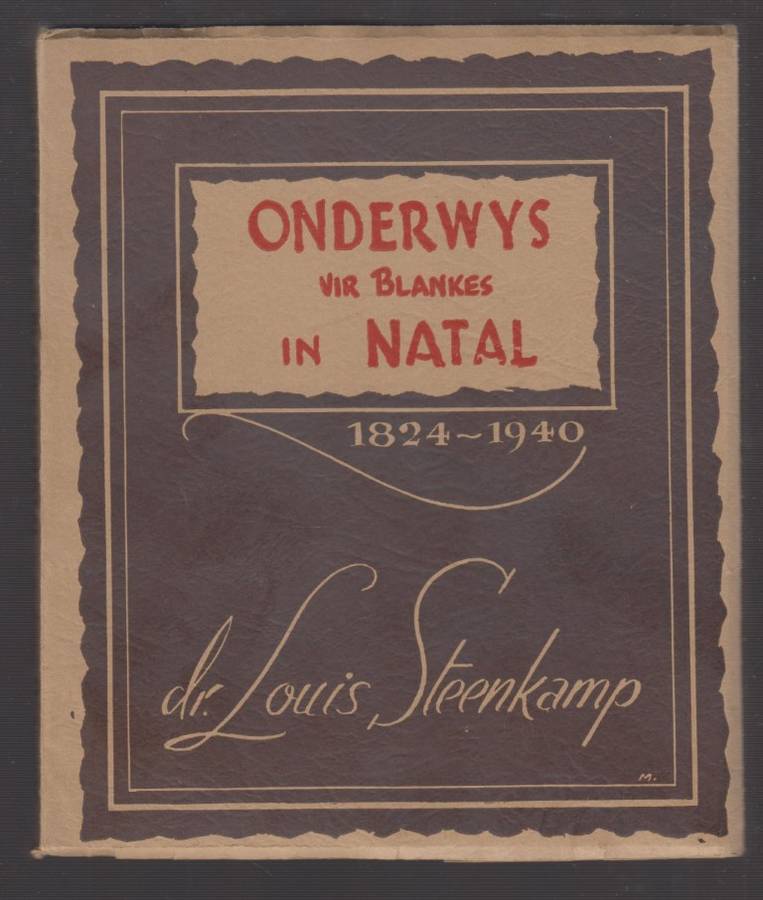 ONDERWYS
VIR BLANKES
IN NATAL
1824~1940
dr. Louis Steenkamp
M.